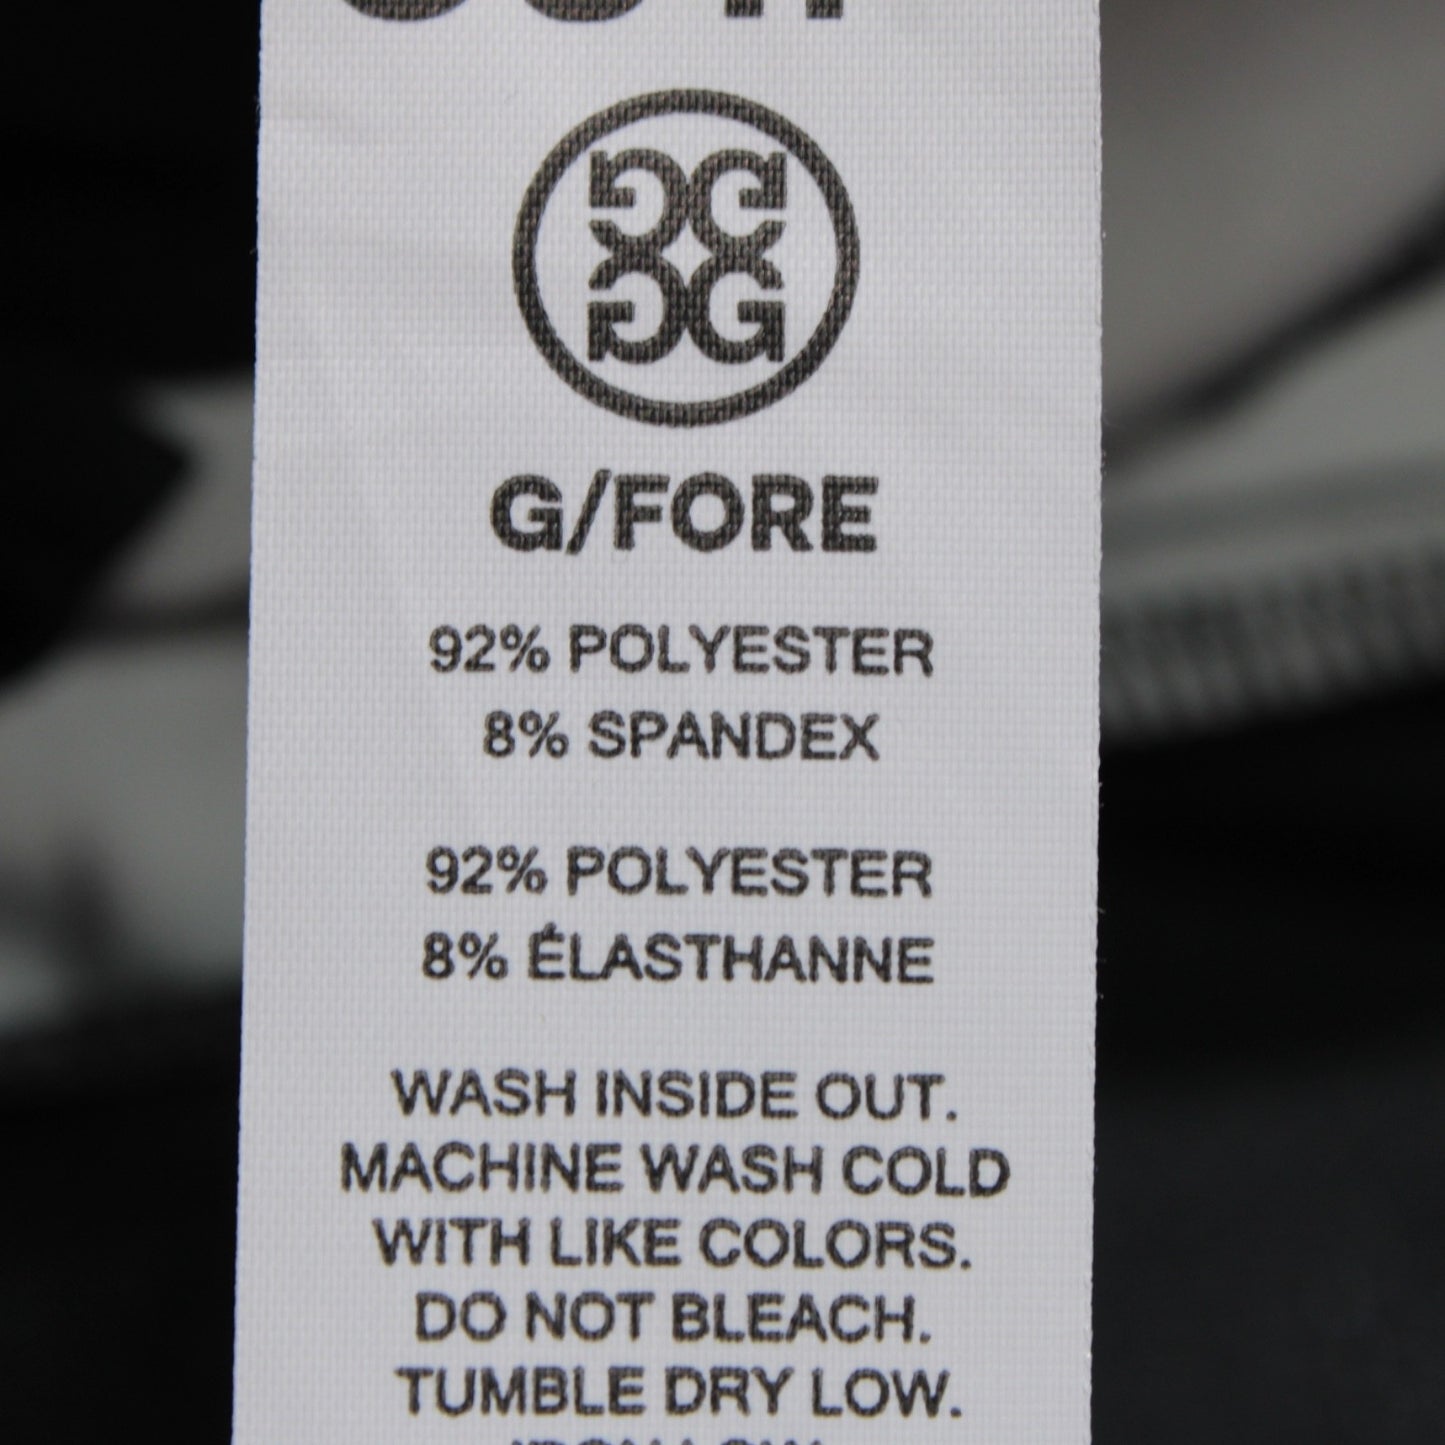 G/FORE
92% POLYESTER
8% SPANDEX
92% POLYESTER
8% ÉLASTHANNE
WASH INSIDE OUT.
MACHINE WASH COLD
WITH LIKE COLORS.
DO NOT BLEACH.
TUMBLE DRY LOW.